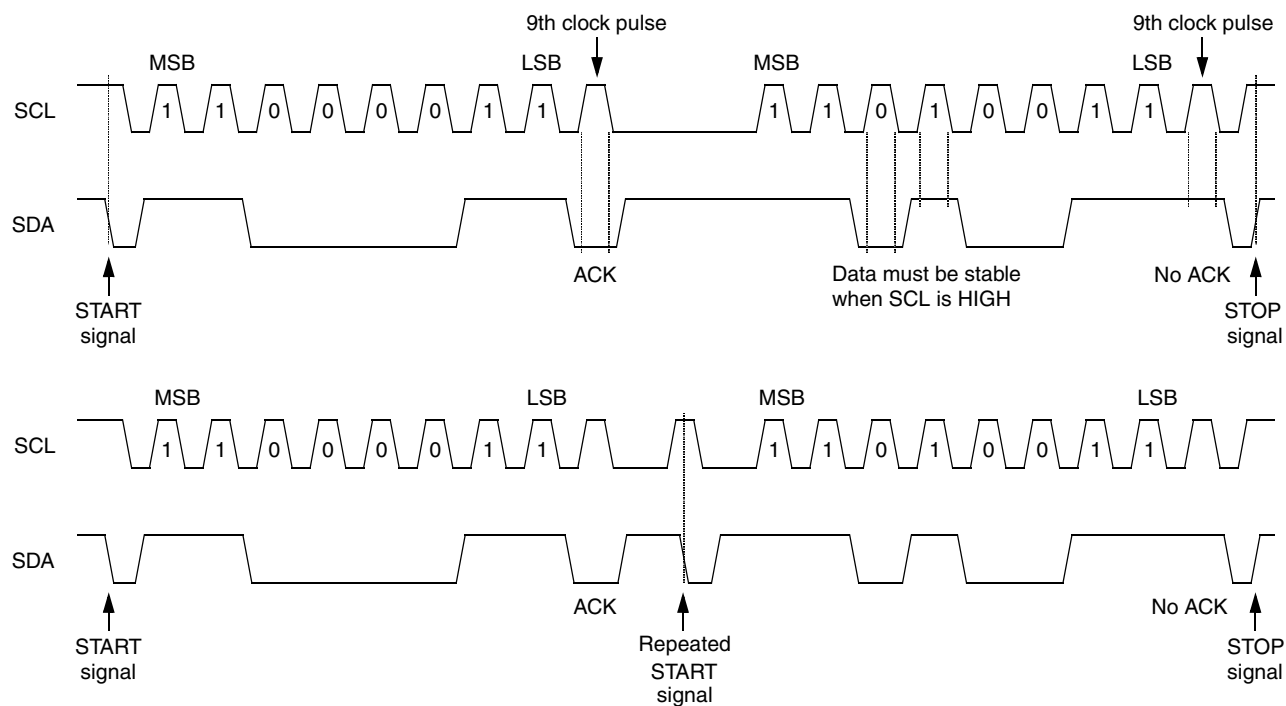 9th clock pulse 9th clock pulse
MSB LSB MSB LSB
SCL 1 1 0 0 0 0 1 1 1 1 0 1 0 0 1 1
SDA
ACK Data must be stable No ACK
when SCL is HIGH
START STOP
signal signal
MSB LSB MSB LSB
SCL 1 1 0 0 0 0 1 1 1 1 0 1 0 0 1 1
SDA
ACK No ACK
START Repeated STOP
signal START signal
signal